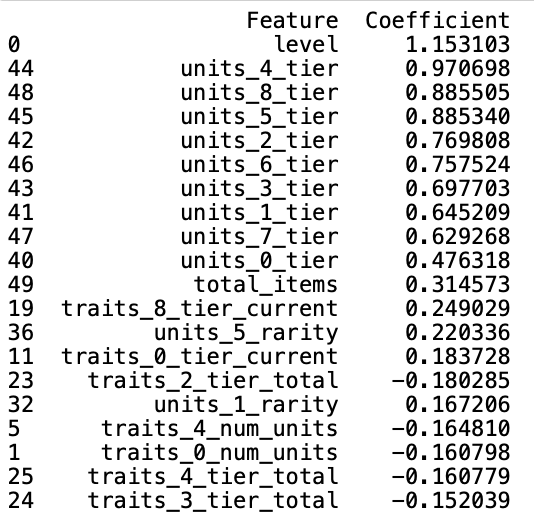 Feature Coefficient
0 level 1.153103
44 units_4_tier 0.970698
48 units_8_tier 0.885505
45 units_5_tier 0.885340
42 units_2_tier 0.769808
46 units_6_tier 0.757524
43 units_3_tier 0.697703
41 units_1_tier 0.645209
47 units_7_tier 0.629268
40 units_0_tier 0.476318
49 total_items 0.314573
19 traits_8_tier_current 0.249029
36 units_5_rarity 0.220336
11 traits_0_tier_current 0.183728
23 traits_2_tier_total -0.180285
32 units_1_rarity 0.167206
5 traits_4_num_units -0.164810
1 traits_0_num_units -0.160798
25 traits_4_tier_total -0.160779
24 traits_3_tier_total -0.152039